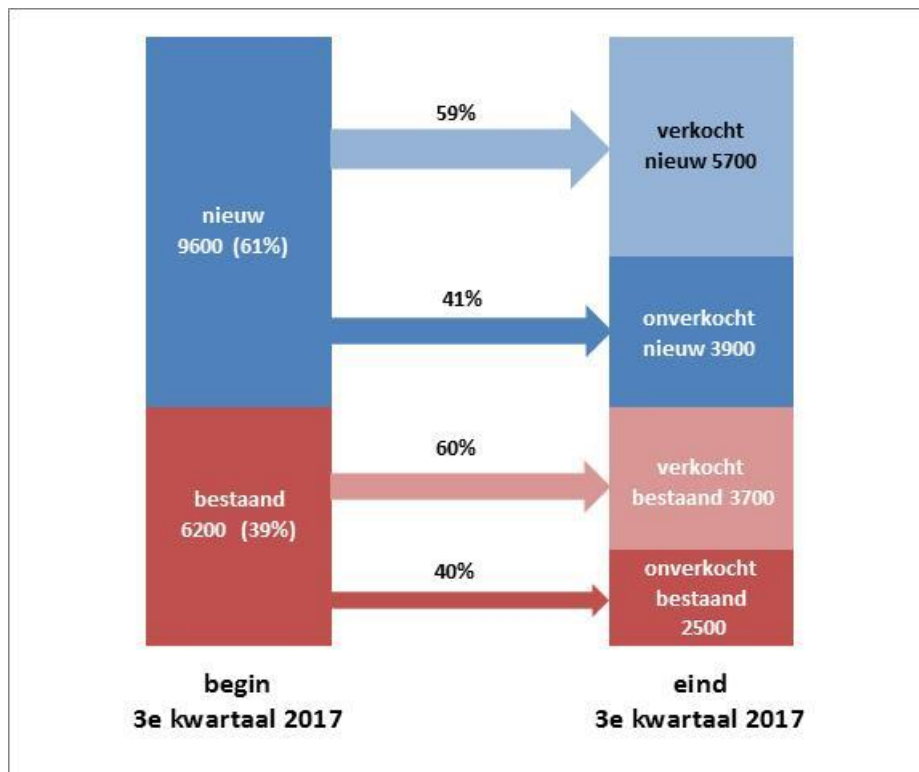 59%
verkocht
nieuw 5700
nieuw
9600 (61%)
41%
onverkocht
nieuw 3900
60%
verkocht
bestaand 3700
bestaand
6200 (39%)
40%
onverkocht
bestaand
2500
begin
3e kwartaal 2017
eind
3e kwartaal 2017